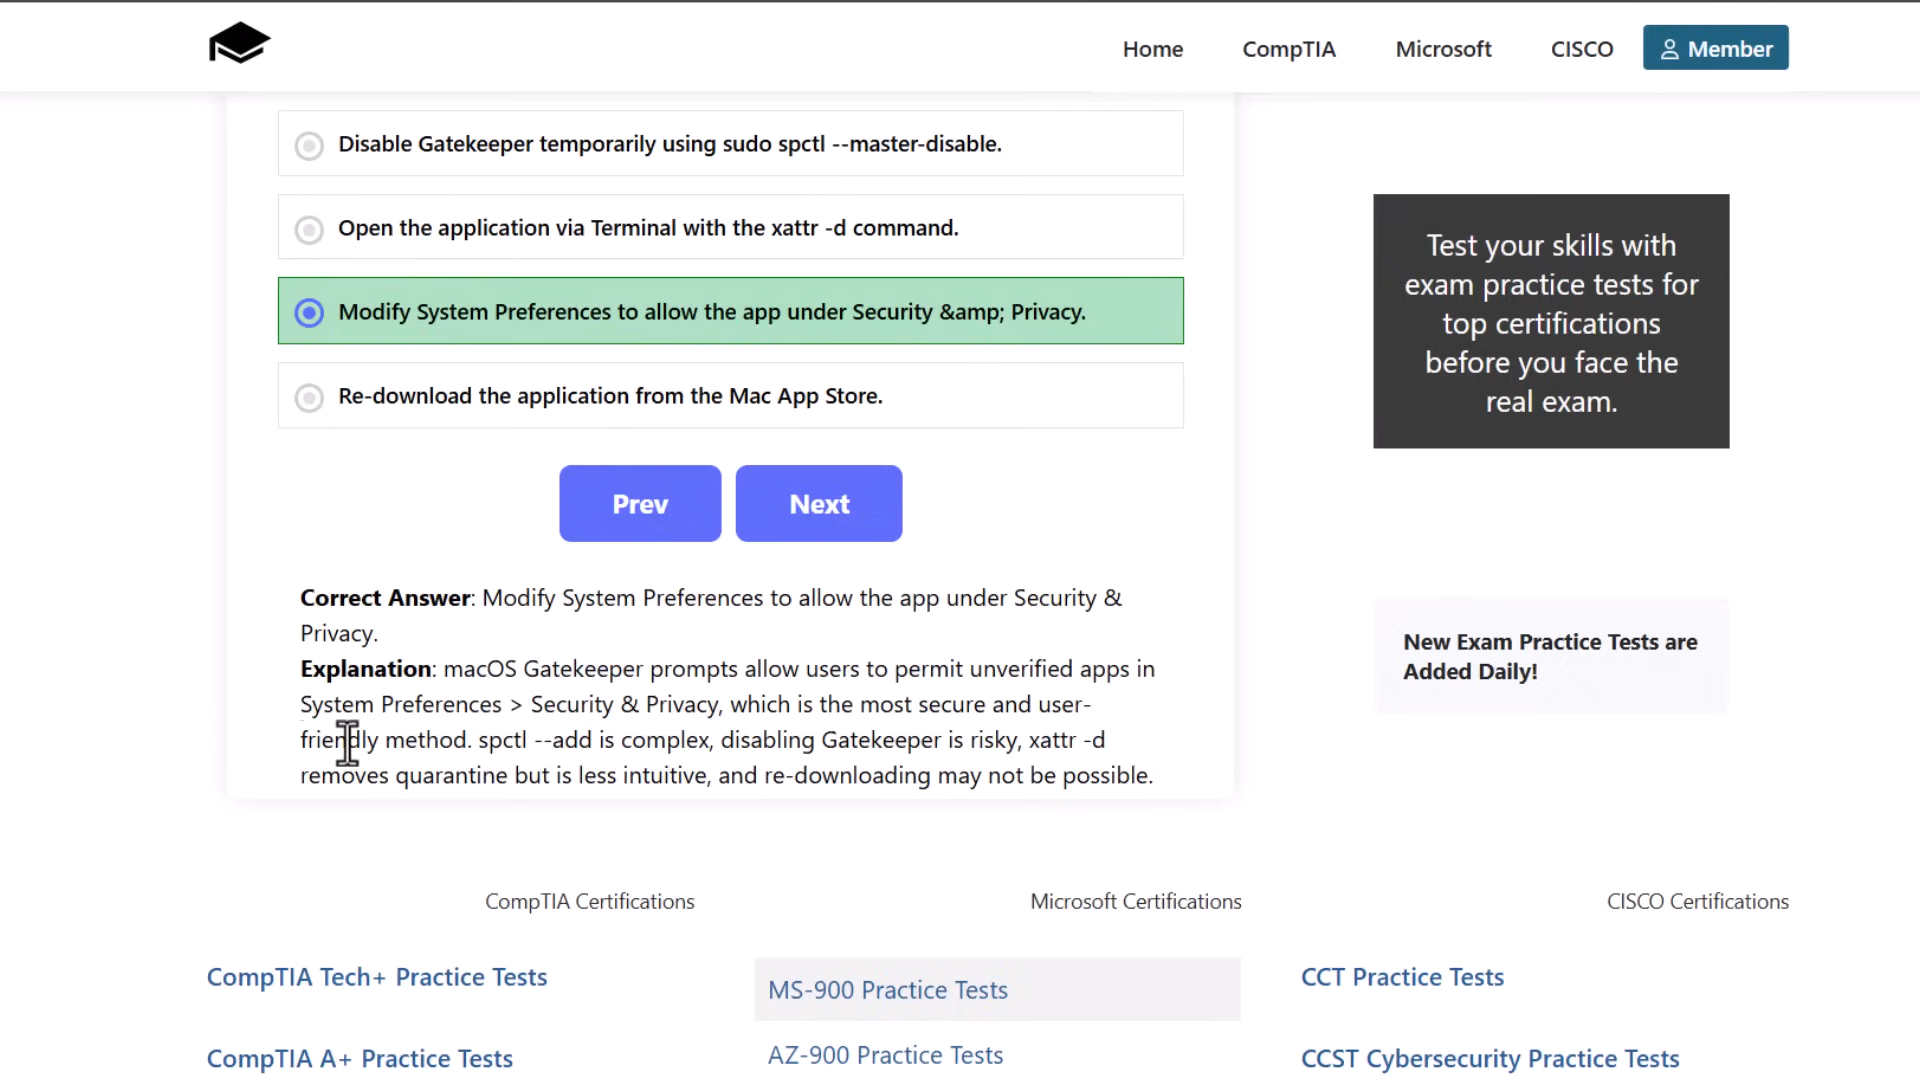 Home CompTIA Microsoft CISCO Member
Disable Gatekeeper temporarily using sudo spctl --master-disable.
Open the application via Terminal with the xattr -d command.
Modify System Preferences to allow the app under Security &amp; Privacy.
Re-download the application from the Mac App Store.
Prev Next
Correct Answer: Modify System Preferences to allow the app under Security &
Privacy.
Explanation: macOS Gatekeeper prompts allow users to permit unverified apps in
System Preferences > Security & Privacy, which is the most secure and user-
friendly method. spctl --add is complex, disabling Gatekeeper is risky, xattr -d
removes quarantine but is less intuitive, and re-downloading may not be possible.
Test your skills with
exam practice tests for
top certifications
before you face the
real exam.
New Exam Practice Tests are
Added Daily!
CompTIA Certifications
CompTIA Tech+ Practice Tests
CompTIA A+ Practice Tests
Microsoft Certifications
MS-900 Practice Tests
AZ-900 Practice Tests
CISCO Certifications
CCT Practice Tests
CCST Cybersecurity Practice Tests